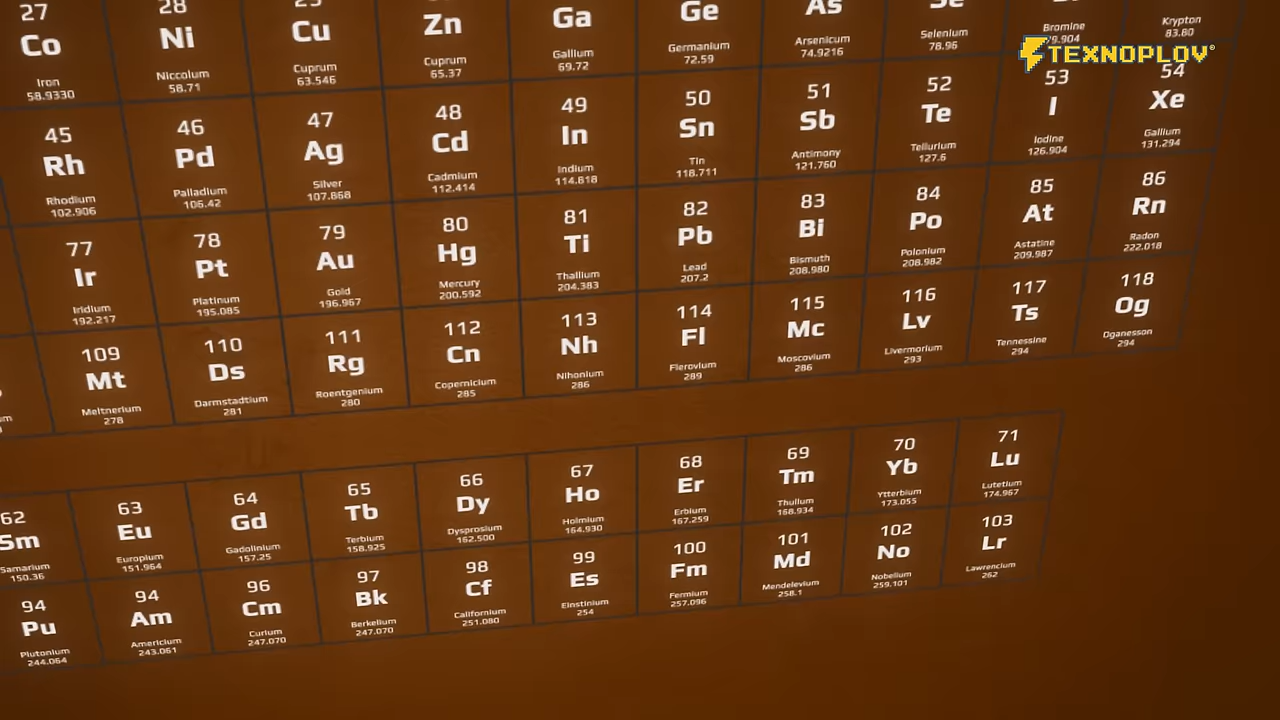 27 28 29
Co Ni Cu Zn Ga Ge As Se
Iron Niccolum Cuprum Cuprum Gallium Germanium Arsenicum Selenium Bromine Krypton
58.9330 58.71 63.546 65.37 69.72 72.59 74.9216 78.96 83.80
TEXNOPLOV®
45 46 47 48 49 50 51 52 53 54
Rh Pd Ag Cd In Sn Sb Te I Xe
Rhodium Palladium Silver Cadmium Indium Tin Antimony Tellurium Iodine Gallium
102.906 106.42 107.868 112.414 114.818 118.711 121.760 127.6 126.904 131.294
77 78 79 80 81 82 83 84 85 86
Ir Pt Au Hg Ti Pb Bi Po At Rn
Iridium Platinum Gold Mercury Thallium Lead Bismuth Polonium Astatine Radon
192.217 195.085 196.967 200.592 204.383 207.2 208.980 208.982 209.987 222.018
109 110 111 112 113 114 115 116 117 118
Mt Ds Rg Cn Nh Fl Mc Lv Ts Og
Meltnerium Darmstadtium Roentgenium Copernicium Nihonium Flerovium Moscovium Livermorium Tennessine Oganesson
278 281 280 285 286 289 286 293 294 294
62 63 64 65 66 67 68 69 70 71
Sm Eu Gd Tb Dy Ho Er Tm Yb Lu
Samarium Europium Gadolinium Terbium Dysprosium Holmium Erbium Thullum Ytterbium Lutetium
150.36 151.964 157.25 158.925 162.500 164.930 167.259 168.934 173.055 174.967
94 94 96 97 98 99 100 101 102 103
Pu Am Cm Bk Cf Es Fm Md No Lr
Plutonium Americium Curium Berkelium Californium Einstinium Fermium Mendelevium Nobelium Lawrencium
244.064 243.061 247.070 247.070 251.080 254 257.096 258.1 259.101 262